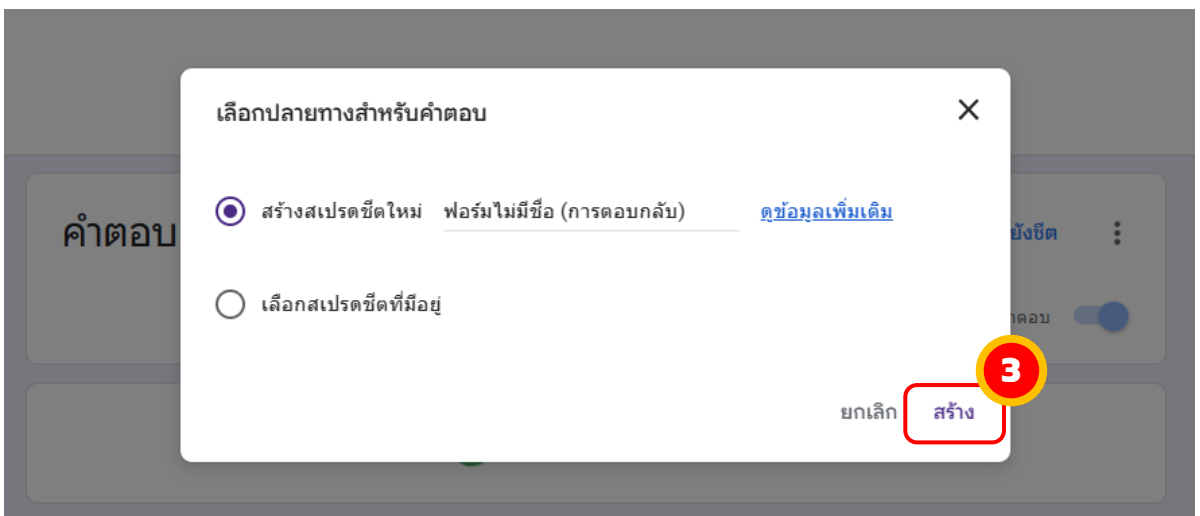 เลือกปลายทางสำหรับคำตอบ
สร้างสเปรดชีตใหม่ ฟอร์มไม่มีชื่อ (การตอบกลับ) ดูข้อมูลเพิ่มเติม
คำตอบ ยังชีต
เลือกสเปรดชีตที่มีอยู่
3
ยกเลิก สร้าง